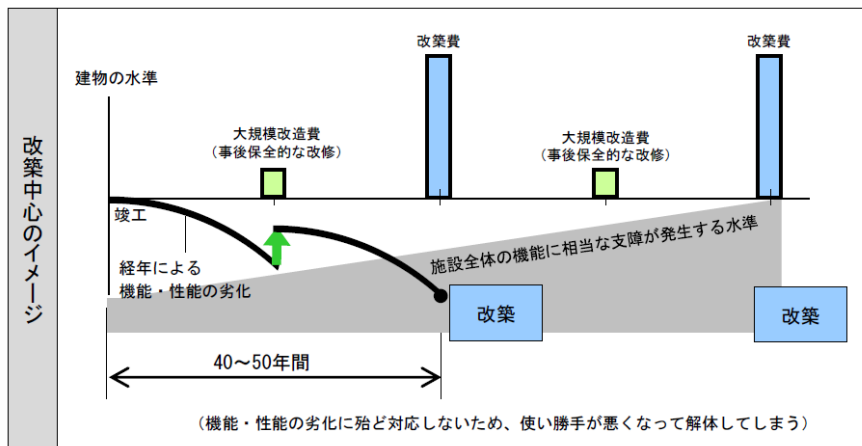 改築中心のイメージ
建物の水準
改築費
改築費
大規模改造費
(事後保全的な改修)
大規模改造費
(事後保全的な改修)
竣工
経年による
機能・性能の劣化
施設全体の機能に相当な支障が発生する水準
改築
改築
40～50年間
(機能・性能の劣化に殆ど対応しないため、使い勝手が悪くなって解体してしまう)